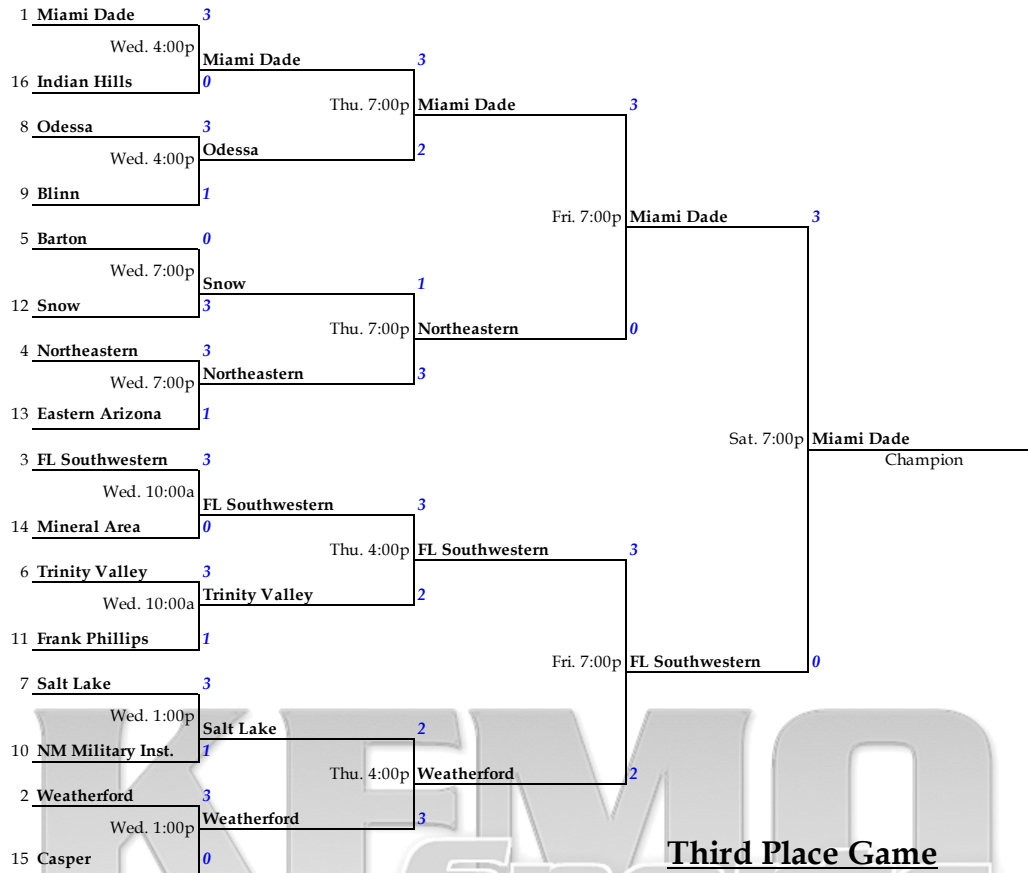 1 Miami Dade 3
Wed. 4:00p
Miami Dade 3
16 Indian Hills 0
Thu. 7:00p Miami Dade 3
8 Odessa 3
Wed. 4:00p
Odessa 2
9 Blinn 1
Fri. 7:00p Miami Dade 3
5 Barton 0
Wed. 7:00p
Snow 1
12 Snow 3
Thu. 7:00p Northeastern 0
4 Northeastern 3
Wed. 7:00p
Northeastern 3
13 Eastern Arizona 1
Sat. 7:00p Miami Dade
Champion
3 FL Southwestern 3
Wed. 10:00a
FL Southwestern 3
14 Mineral Area 0
Thu. 4:00p FL Southwestern 3
6 Trinity Valley 3
Wed. 10:00a
Trinity Valley 2
11 Frank Phillips 1
Fri. 7:00p FL Southwestern 0
7 Salt Lake 3
Wed. 1:00p
Salt Lake 2
10 NM Military Inst. 1
Thu. 4:00p Weatherford 2
2 Weatherford 3
Wed. 1:00p
Weatherford 3
15 Casper 0
Third Place Game
KFMO